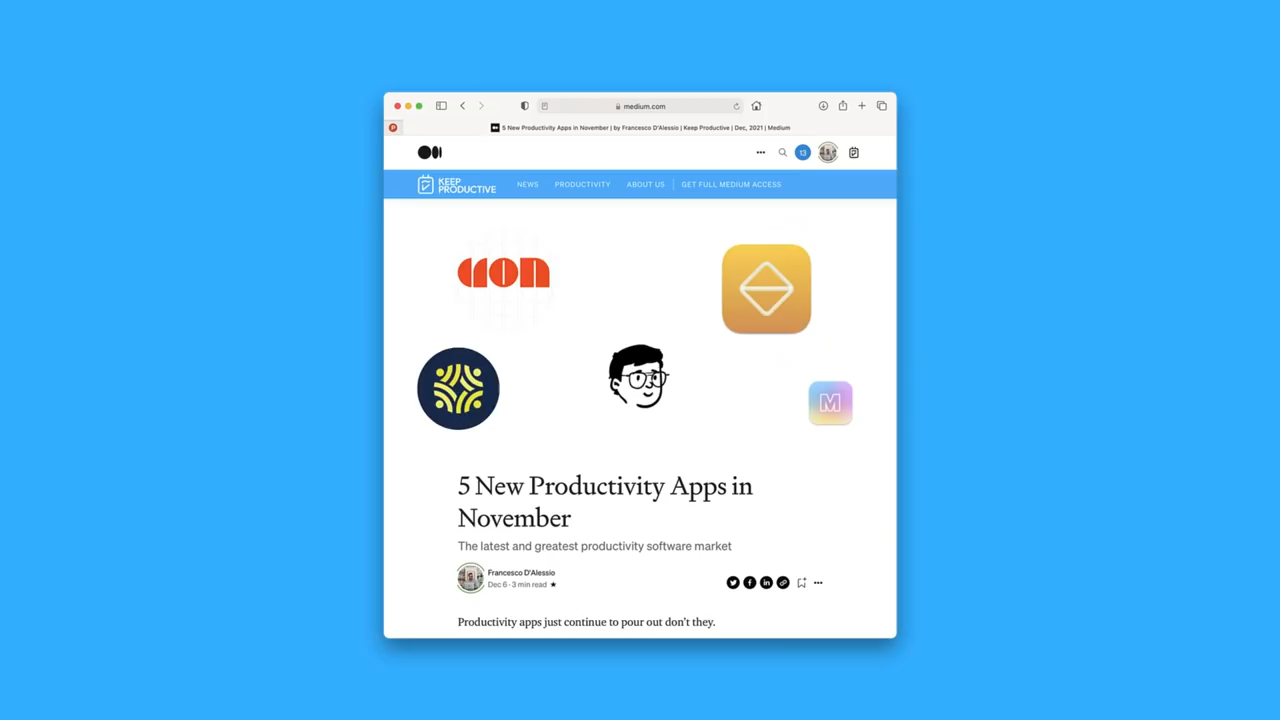 medium.com
5 New Productivity Apps in November | by Francesco D'Alessio | Keep Productive | Dec, 2021 | Medium
13
KEEP
PRODUCTIVE
NEWS PRODUCTIVITY ABOUT US GET FULL MEDIUM ACCESS
M
5 New Productivity Apps in
November
The latest and greatest productivity software market
Francesco D'Alessio
Dec 6 · 3 min read ★
Productivity apps just continue to pour out don't they.